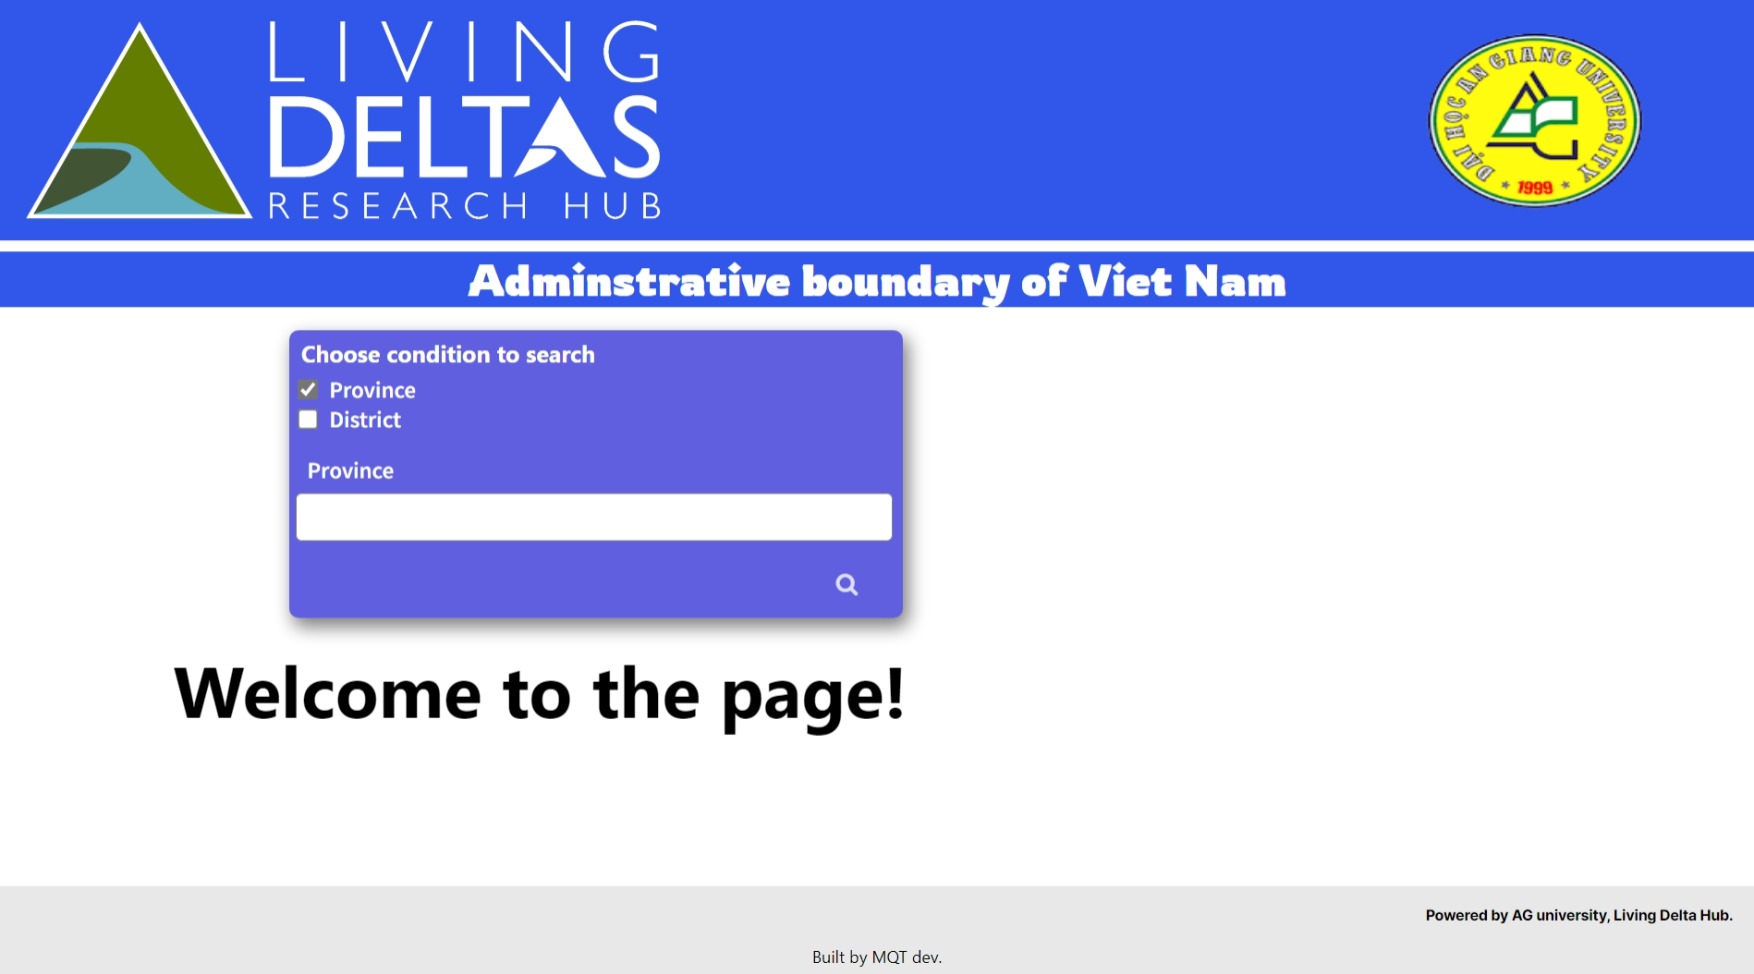 LIVING
DELTAS
RESEARCH HUB
ĐẠI HỌC AN GIANG UNIVERSITY
* 1999 *
Adminstrative boundary of Viet Nam
Choose condition to search
Province
District
Province
Welcome to the page!
Powered by AG university, Living Delta Hub.
Built by MQT dev.